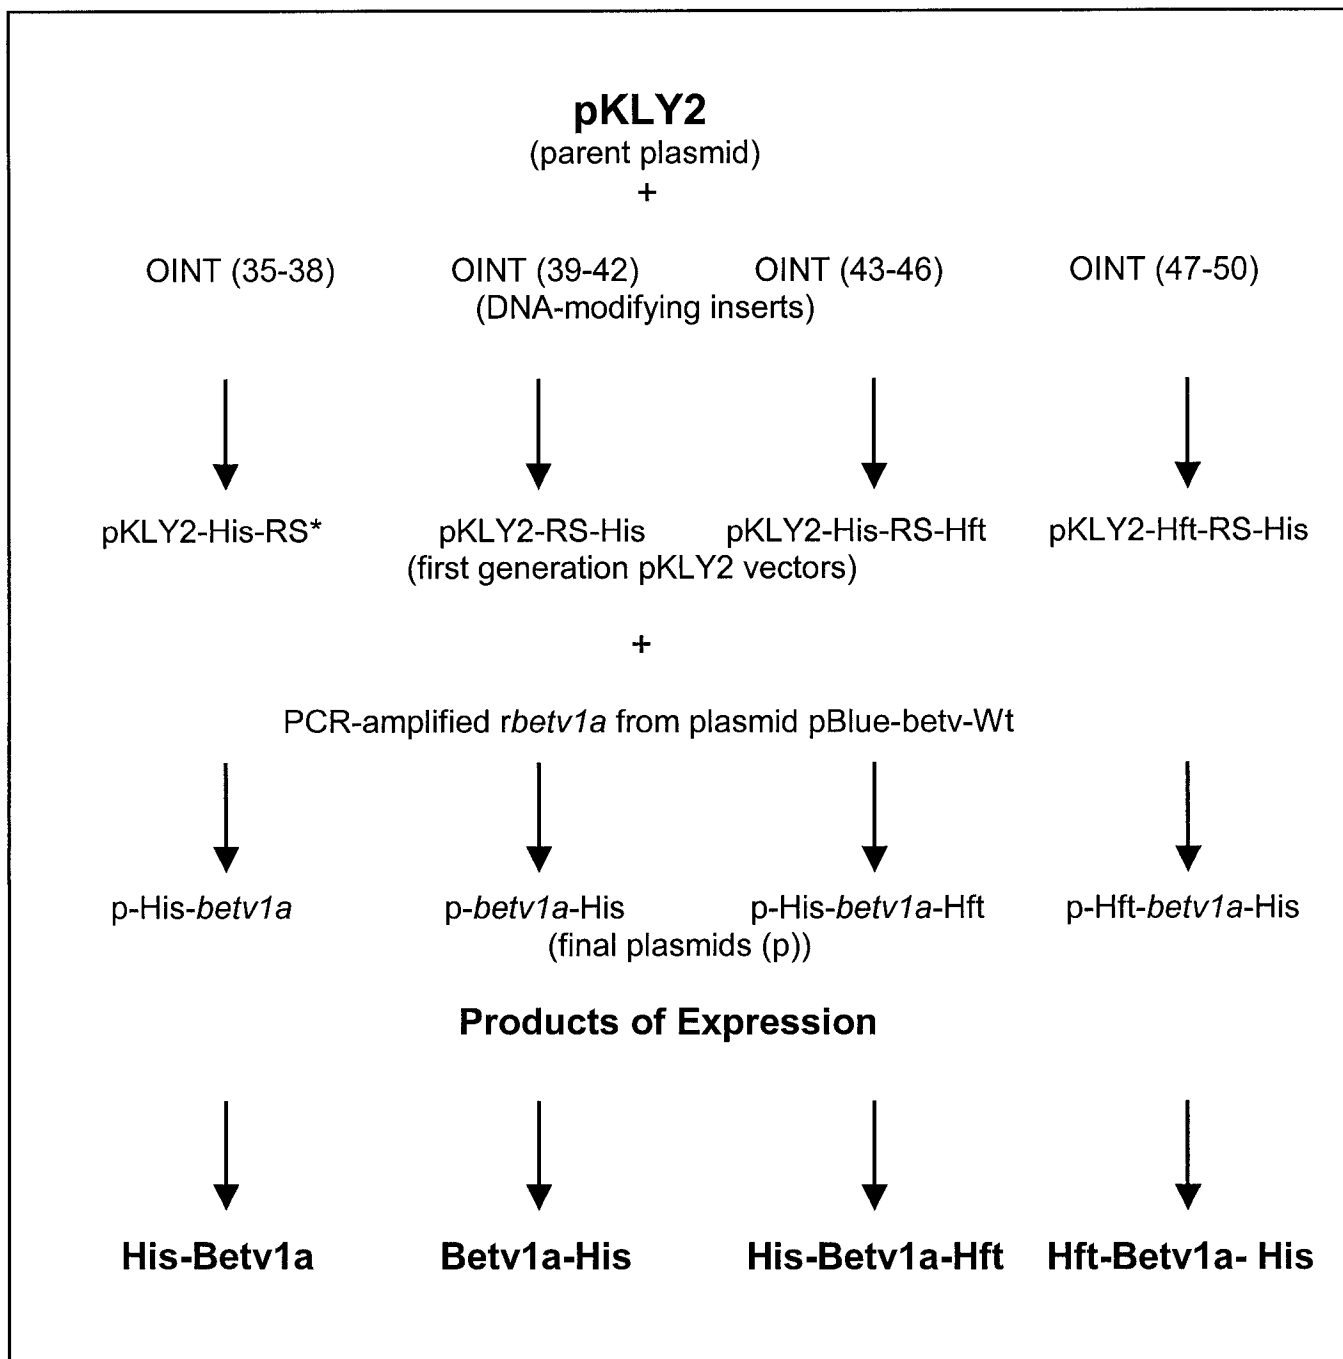 pKLY2
(parent plasmid)
+
OINT (35-38) OINT (39-42) OINT (43-46) OINT (47-50)
(DNA-modifying inserts)
pKLY2-His-RS* pKLY2-RS-His pKLY2-His-RS-Hft pKLY2-Hft-RS-His
(first generation pKLY2 vectors)
+
PCR-amplified rbetv1a from plasmid pBlue-betv-Wt
p-His-betv1a p-betv1a-His p-His-betv1a-Hft p-Hft-betv1a-His
(final plasmids (p))
Products of Expression
His-Betv1a Betv1a-His His-Betv1a-Hft Hft-Betv1a- His